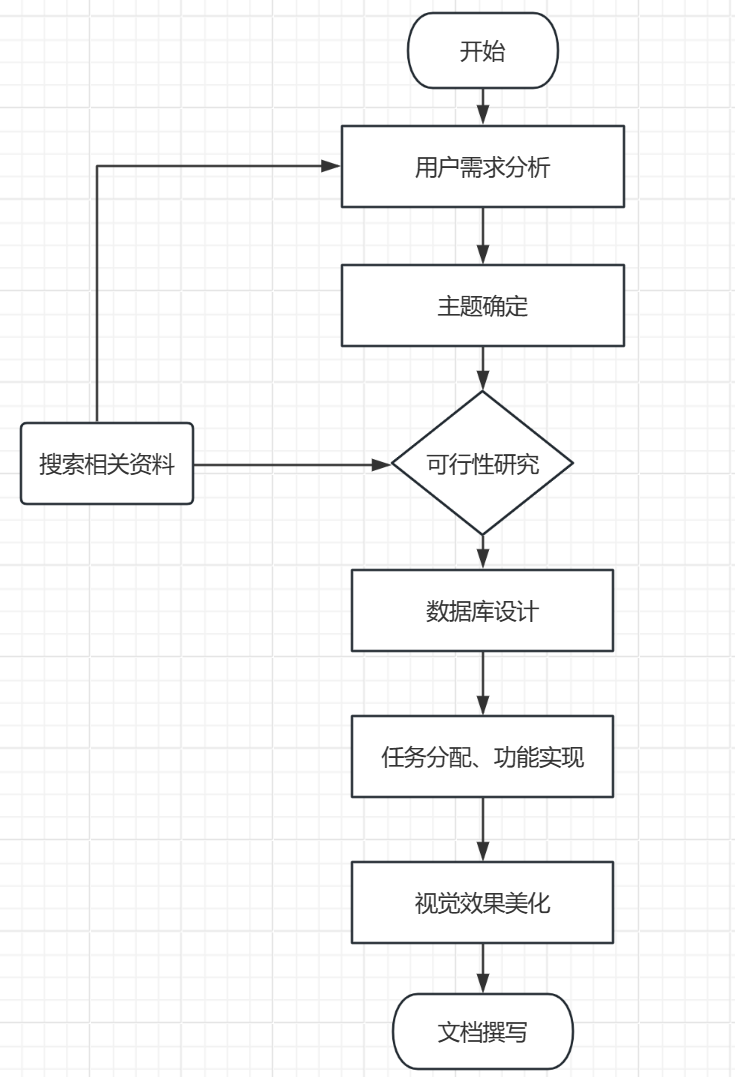 开始
用户需求分析
主题确定
搜索相关资料
可行性研究
数据库设计
任务分配、功能实现
视觉效果美化
文档撰写